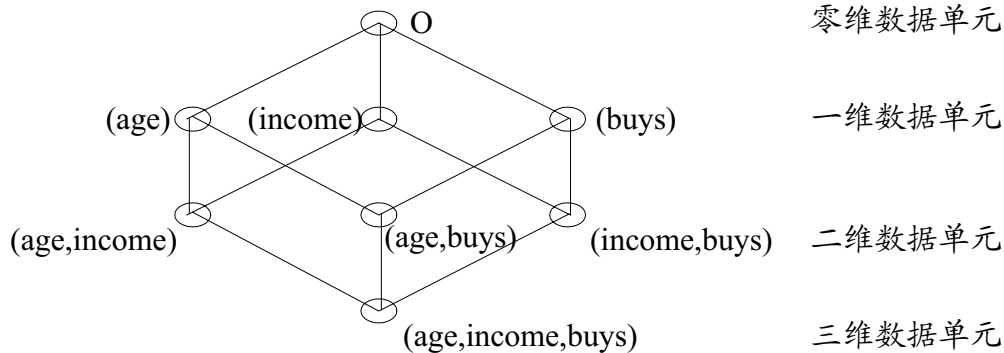 O 零维数据单元
(age) (income) (buys) 一维数据单元
(age,income) (age,buys) (income,buys) 二维数据单元
(age,income,buys) 三维数据单元